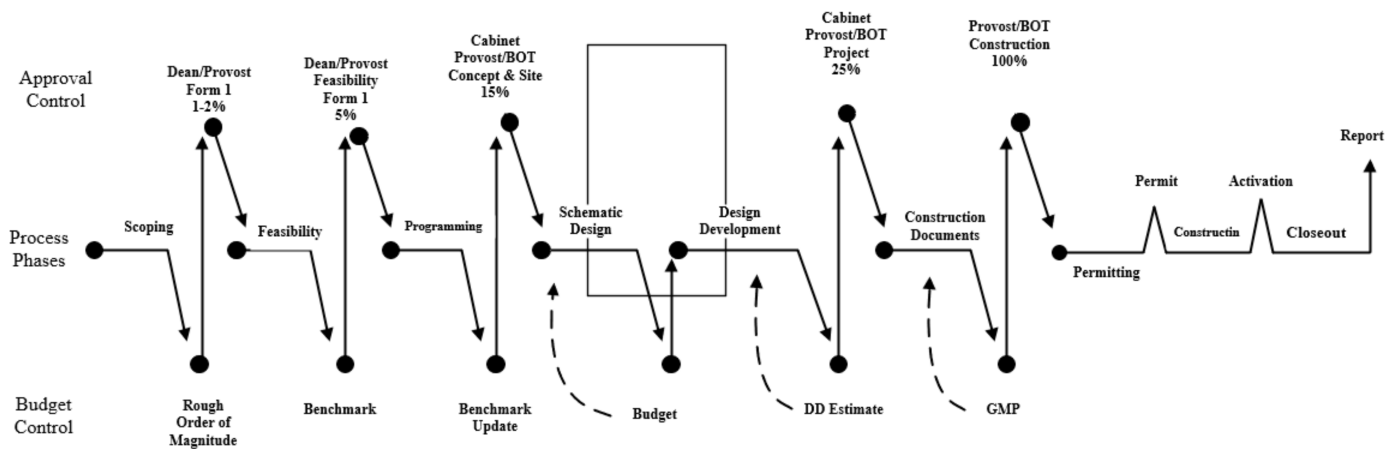 Approval
Control
Process
Phases
Budget
Control
Dean/Provost
Form 1
1-2%
Dean/Provost
Feasibility
Form 1
5%
Cabinet
Provost/BOT
Concept & Site
15%
Cabinet
Provost/BOT
Project
25%
Provost/BOT
Construction
100%
Scoping
Feasibility
Programming
Schematic
Design
Design
Development
Construction
Documents
Permitting
Permit
Constructin
Activation
Closeout
Report
Rough
Order of
Magnitude
Benchmark
Benchmark
Update
Budget
DD Estimate
GMP